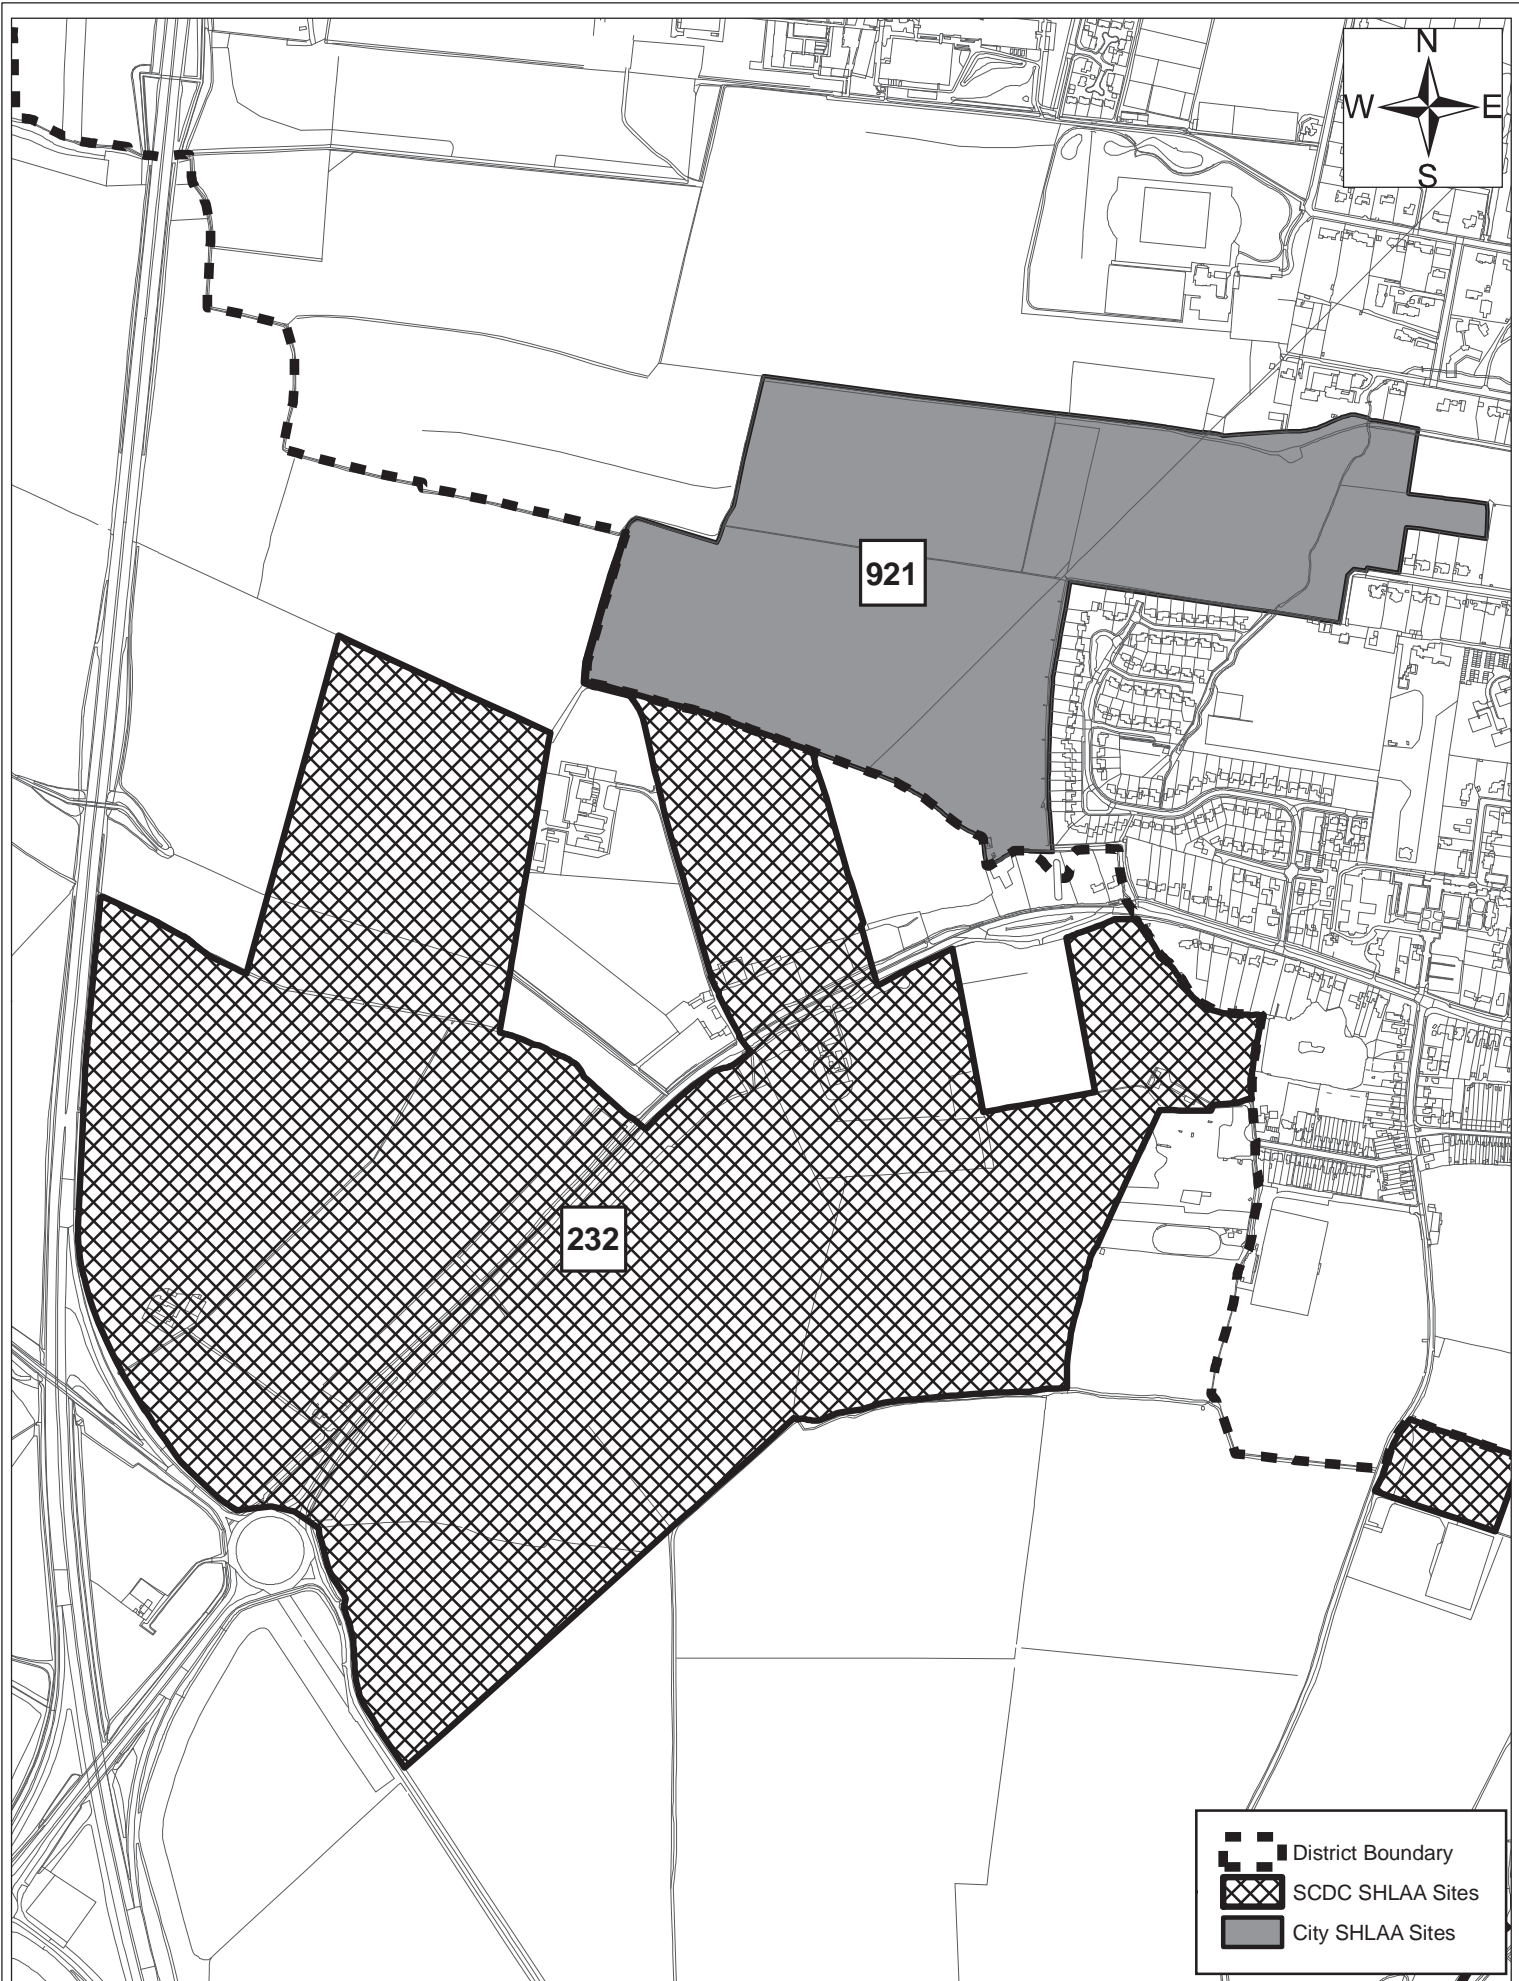 N
W E
S
921
232
District Boundary
SCDC SHLAA Sites
City SHLAA Sites